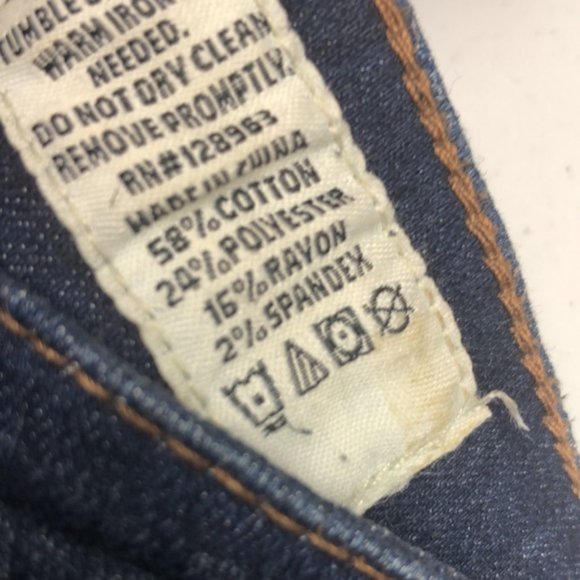 TUMBLE
WARM IRON
NEEDED.
DO NOT DRY CLEAN
REMOVE PROMPTLY.
RN#128963
MADE IN CHINA
58% COTTON
24% POLYESTER
16% RAYON
2% SPANDEX